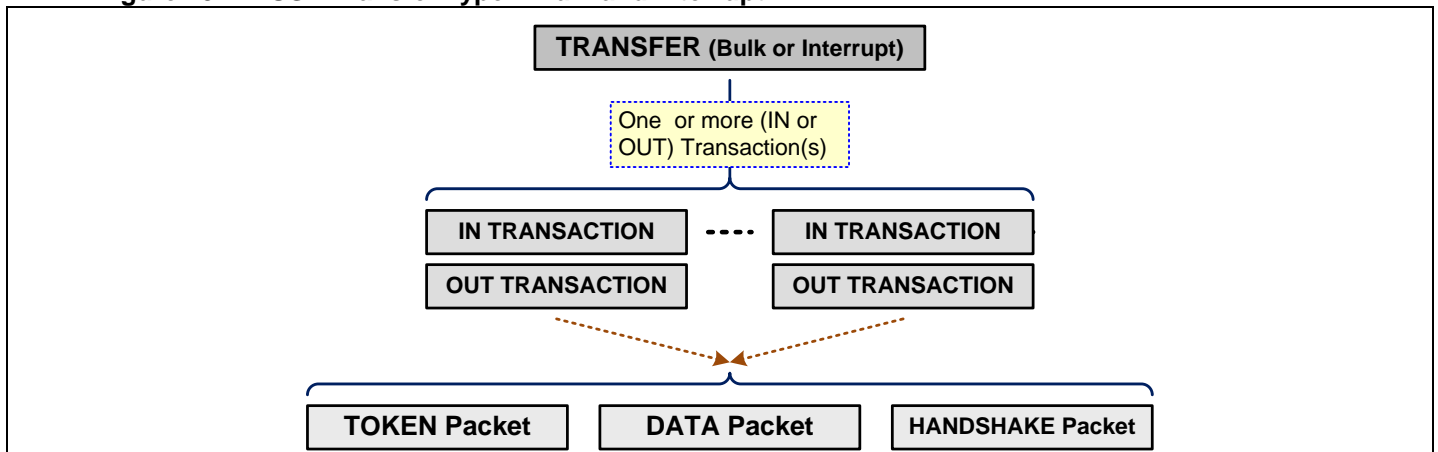 TRANSFER (Bulk or Interrupt)
One or more (IN or
OUT) Transaction(s)
IN TRANSACTION
IN TRANSACTION
OUT TRANSACTION
OUT TRANSACTION
TOKEN Packet
DATA Packet
HANDSHAKE Packet